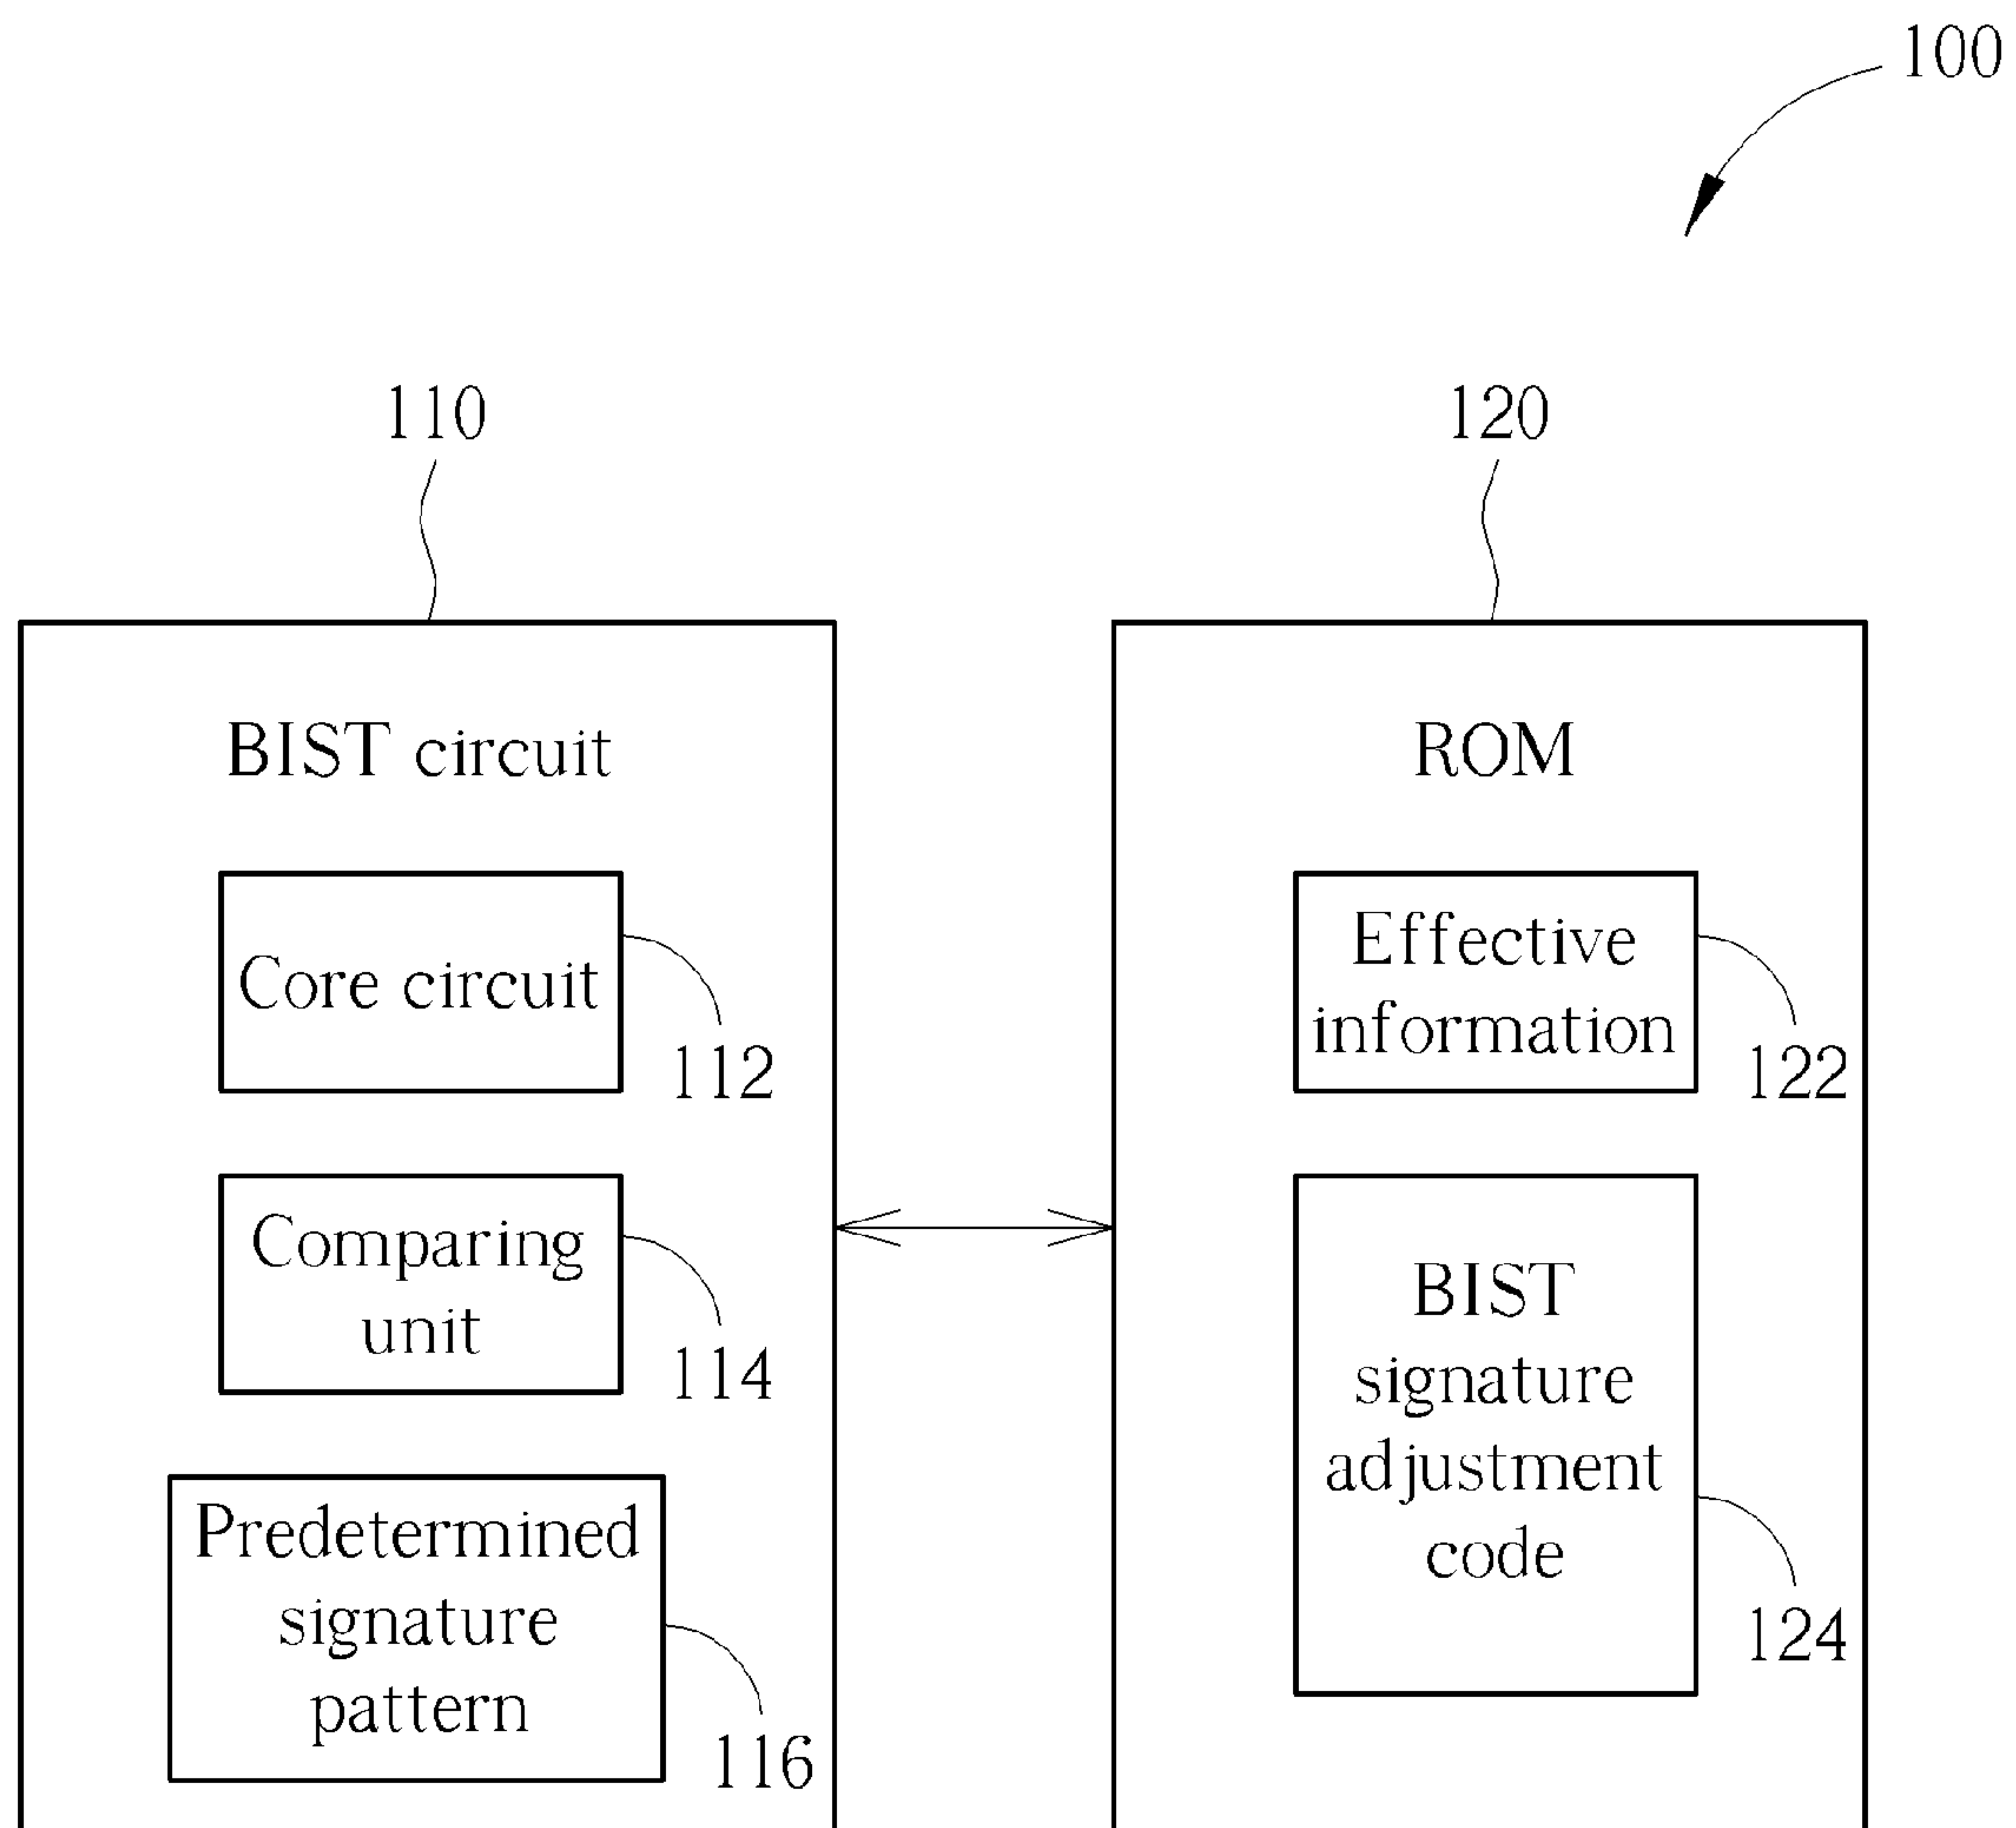 100
110
120
BIST circuit
Core circuit
112
Comparing
unit
114
Predetermined
signature
pattern
116
ROM
Effective
information
122
BIST
signature
adjustment
code
124